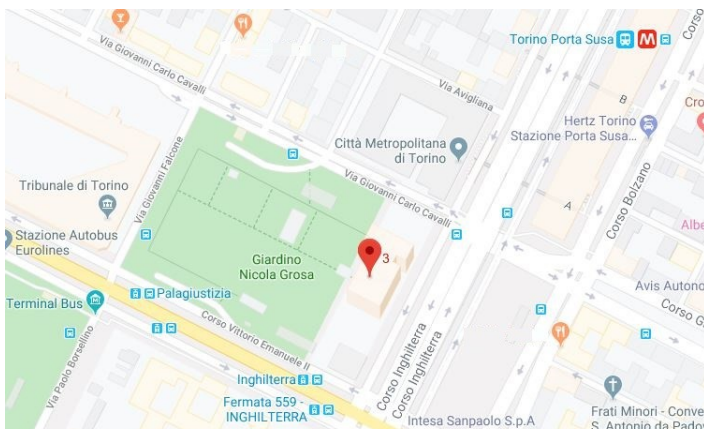 Corso
Torino Porta Susa
M
Via Giovanni Carlo Cavalli
Via Avigliana
B
Cro
Hertz Torino
Stazione Porta Susa...
Città Metropolitana
di Torino
Via Giovanni Falcone
Via Giovanni Carlo Cavalli
Tribunale di Torino
Corso Bolzano
A
Albe
Stazione Autobus
Eurolines
Giardino
Nicola Grosa
3
Palagiustizia
Avis Autono
Terminal Bus
Corso G
Corso Vittorio Emanuele II
Via Paolo Borsellino
Corso Inghilterra
Corso Inghilterra
Inghilterra
Fermata 559 -
INGHILTERRA
Intesa Sanpaolo S.p.A
Frati Minori - Conve
S. Antonio da Padov